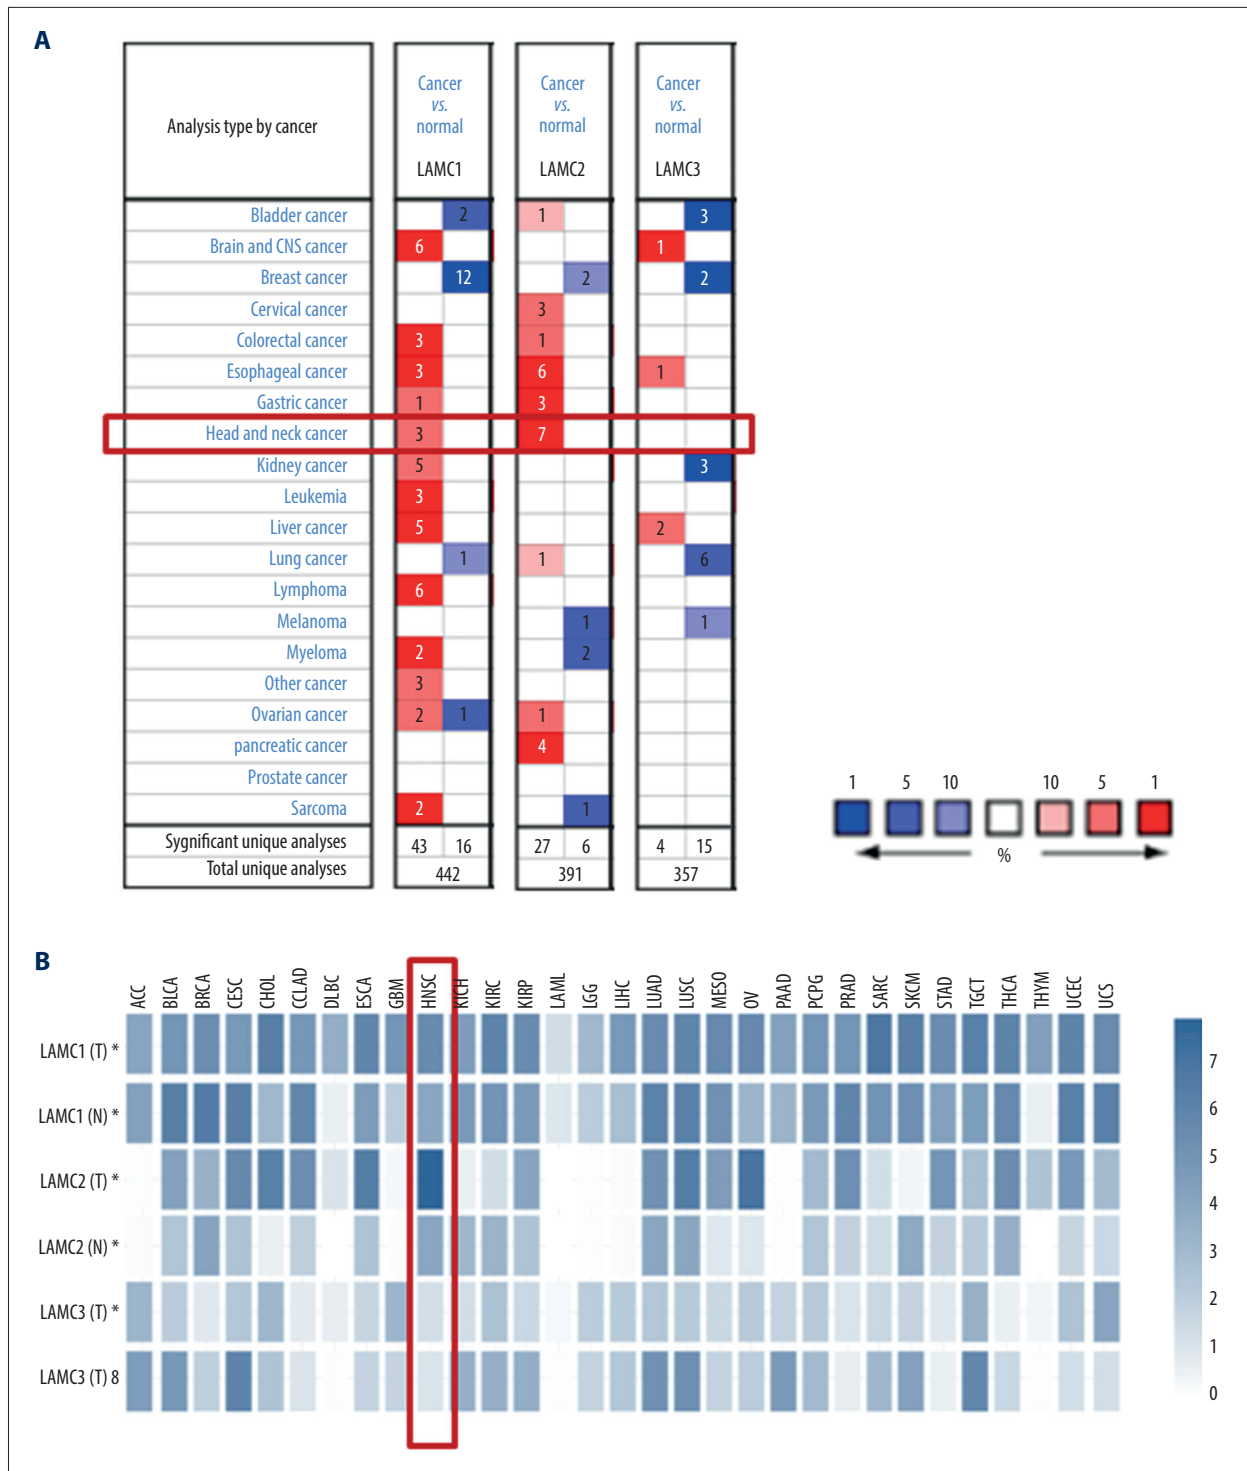 A
Analysis type by cancer
Cancer
vs.
normal
LAMC1
Cancer
vs.
normal
LAMC2
Cancer
vs.
normal
LAMC3
Bladder cancer 2 1 3
Brain and CNS cancer 6 1
Breast cancer 12 2 2
Cervical cancer 3
Colorectal cancer 3 1
Esophageal cancer 3 6 1
Gastric cancer 1 3
Head and neck cancer 3 7
Kidney cancer 5 3
Leukemia 3
Liver cancer 5 2
Lung cancer 1 1 6
Lymphoma 6
Melanoma 1 1
Myeloma 2 2
Other cancer 3
Ovarian cancer 2 1 1
pancreatic cancer 4
Prostate cancer
Sarcoma 2 1
Sygnificant unique analyses 43 16 27 6 4 15
Total unique analyses 442 391 357
1 5 10 10 5 1
%
B
ACC BLCA BRCA CESC CHOL CCLAD DLBC ESCA GBM HNSC KICH KIRC KIRP LAML LGG LIHC LUAD LUSC MESO OV PAAD PCPG PRAD SARC SKCM STAD TGCT THCA THYM UCEC UCS
LAMC1 (T) *
LAMC1 (N) *
LAMC2 (T) *
LAMC2 (N) *
LAMC3 (T) *
LAMC3 (T) 8
7
6
5
4
3
2
1
0